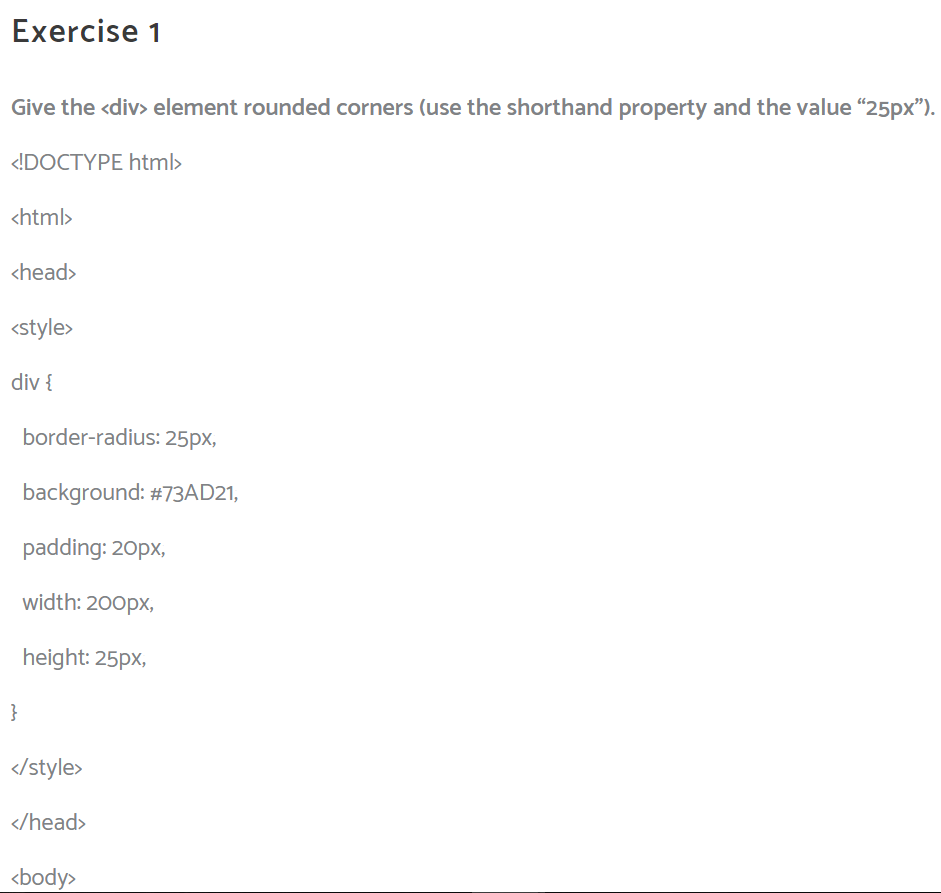 Exercise 1
Give the <div> element rounded corners (use the shorthand property and the value “25px”).
<!DOCTYPE html>
<html>
<head>
<style>
div {
border-radius: 25px,
background: #73AD21,
padding: 20px,
width: 200px,
height: 25px,
}
</style>
</head>
<body>